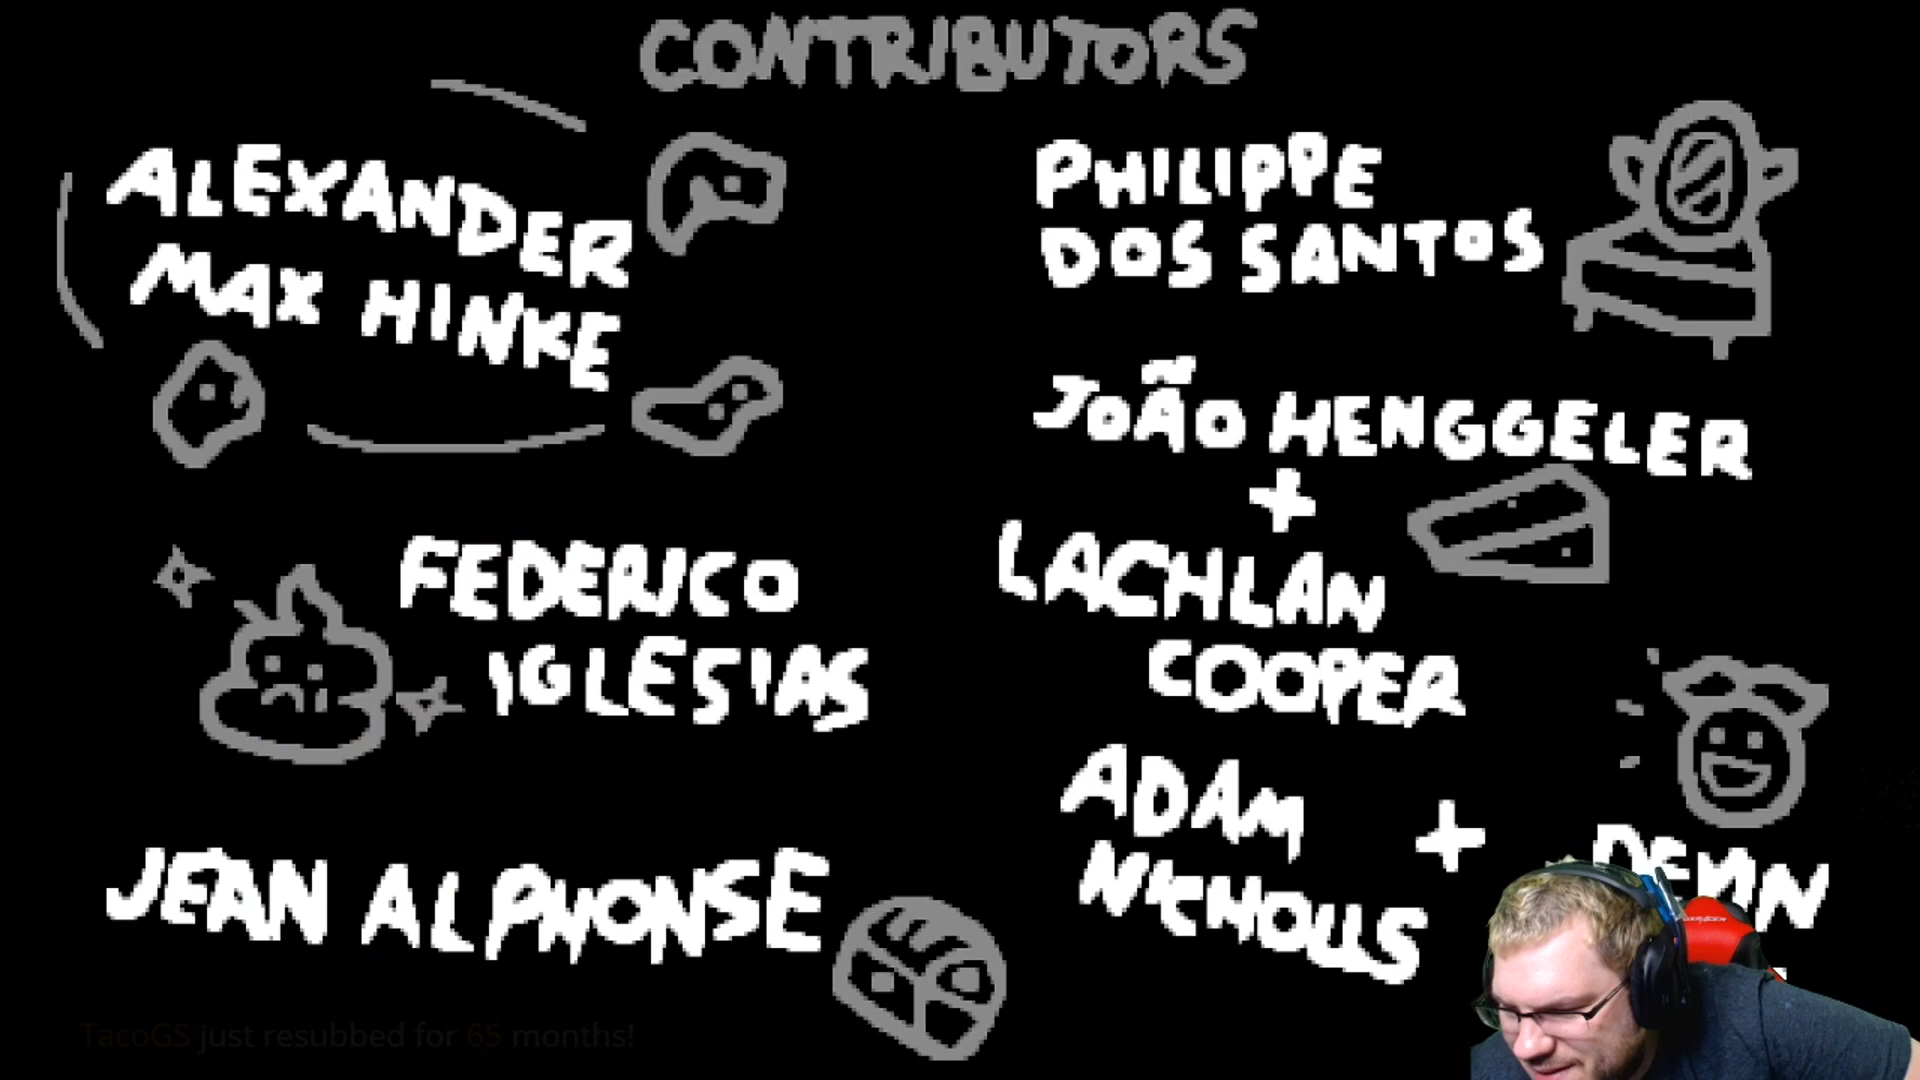 CONTRIBUTORS
ALEXANDER
MAX HINKE
FEDERICO
IGLESIAS
JEAN ALPHONSE
PHILIPPE
DOS SANTOS
JOÃO HENGGELER
+
LACHLAN
COOPER
ADAM
NICHOLLS
+
DEVIN
TacoGS just resubbed for 65 months!